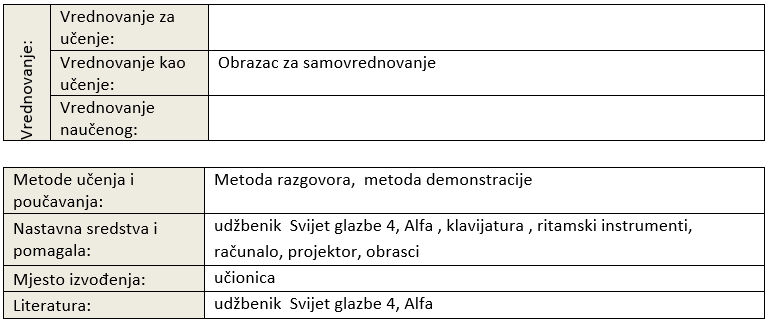 Vrednovanje:
Vrednovanje za
učenje:
Vrednovanje kao
učenje:
Obrazac za samovrednovanje
Vrednovanje
naučenog:
Metode učenja i
poučavanja:
Metoda razgovora,  metoda demonstracije
Nastavna sredstva i
pomagala:
udžbenik  Svijet glazbe 4, Alfa , klavijatura , ritamski instrumenti,
računalo, projektor, obrasci
Mjesto izvođenja:
učionica
Literatura:
udžbenik  Svijet glazbe 4, Alfa